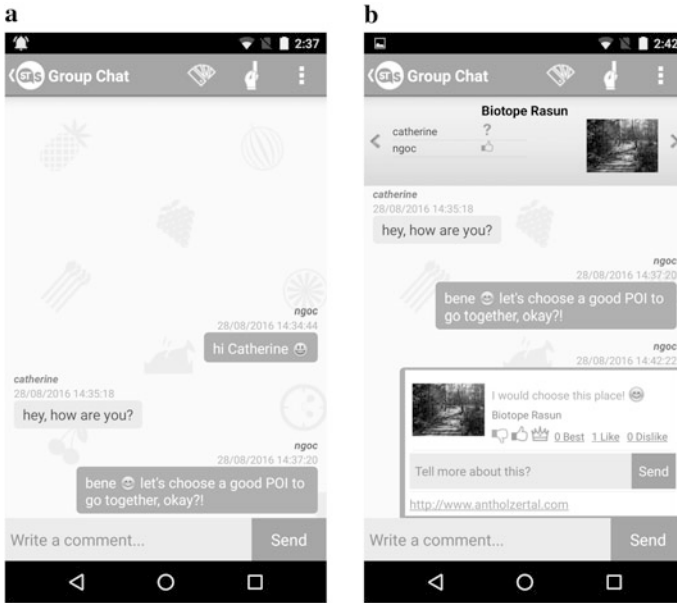 a
2:37
STS Group Chat
ngoc
28/08/2016 14:34:44
hi Catherine
catherine
28/08/2016 14:35:18
hey, how are you?
ngoc
28/08/2016 14:37:20
bene let's choose a good POI to
go together, okay?!
Write a comment... Send
b
2:42
STS Group Chat
Biotope Rasun
catherine ?
ngoc
catherine
28/08/2016 14:35:18
hey, how are you?
ngoc
28/08/2016 14:37:20
bene let's choose a good POI to
go together, okay?!
ngoc
28/08/2016 14:42:22
I would choose this place!
Biotope Rasun
0 Best 1 Like 0 Dislike
Tell more about this? Send
http://www.antholzertal.com
Write a comment... Send